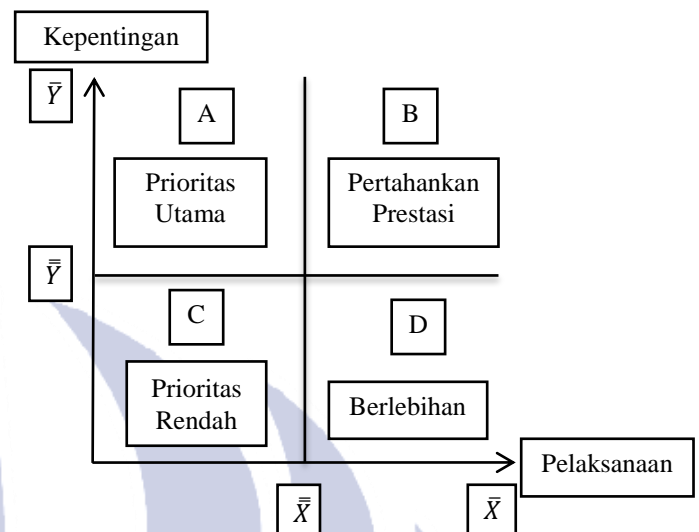 Kepentingan
Ȳ
A
B
Prioritas
Utama
Pertahankan
Prestasi
Y̿
C
D
Prioritas
Rendah
Berlebihan
Pelaksanaan
X̿
X̄